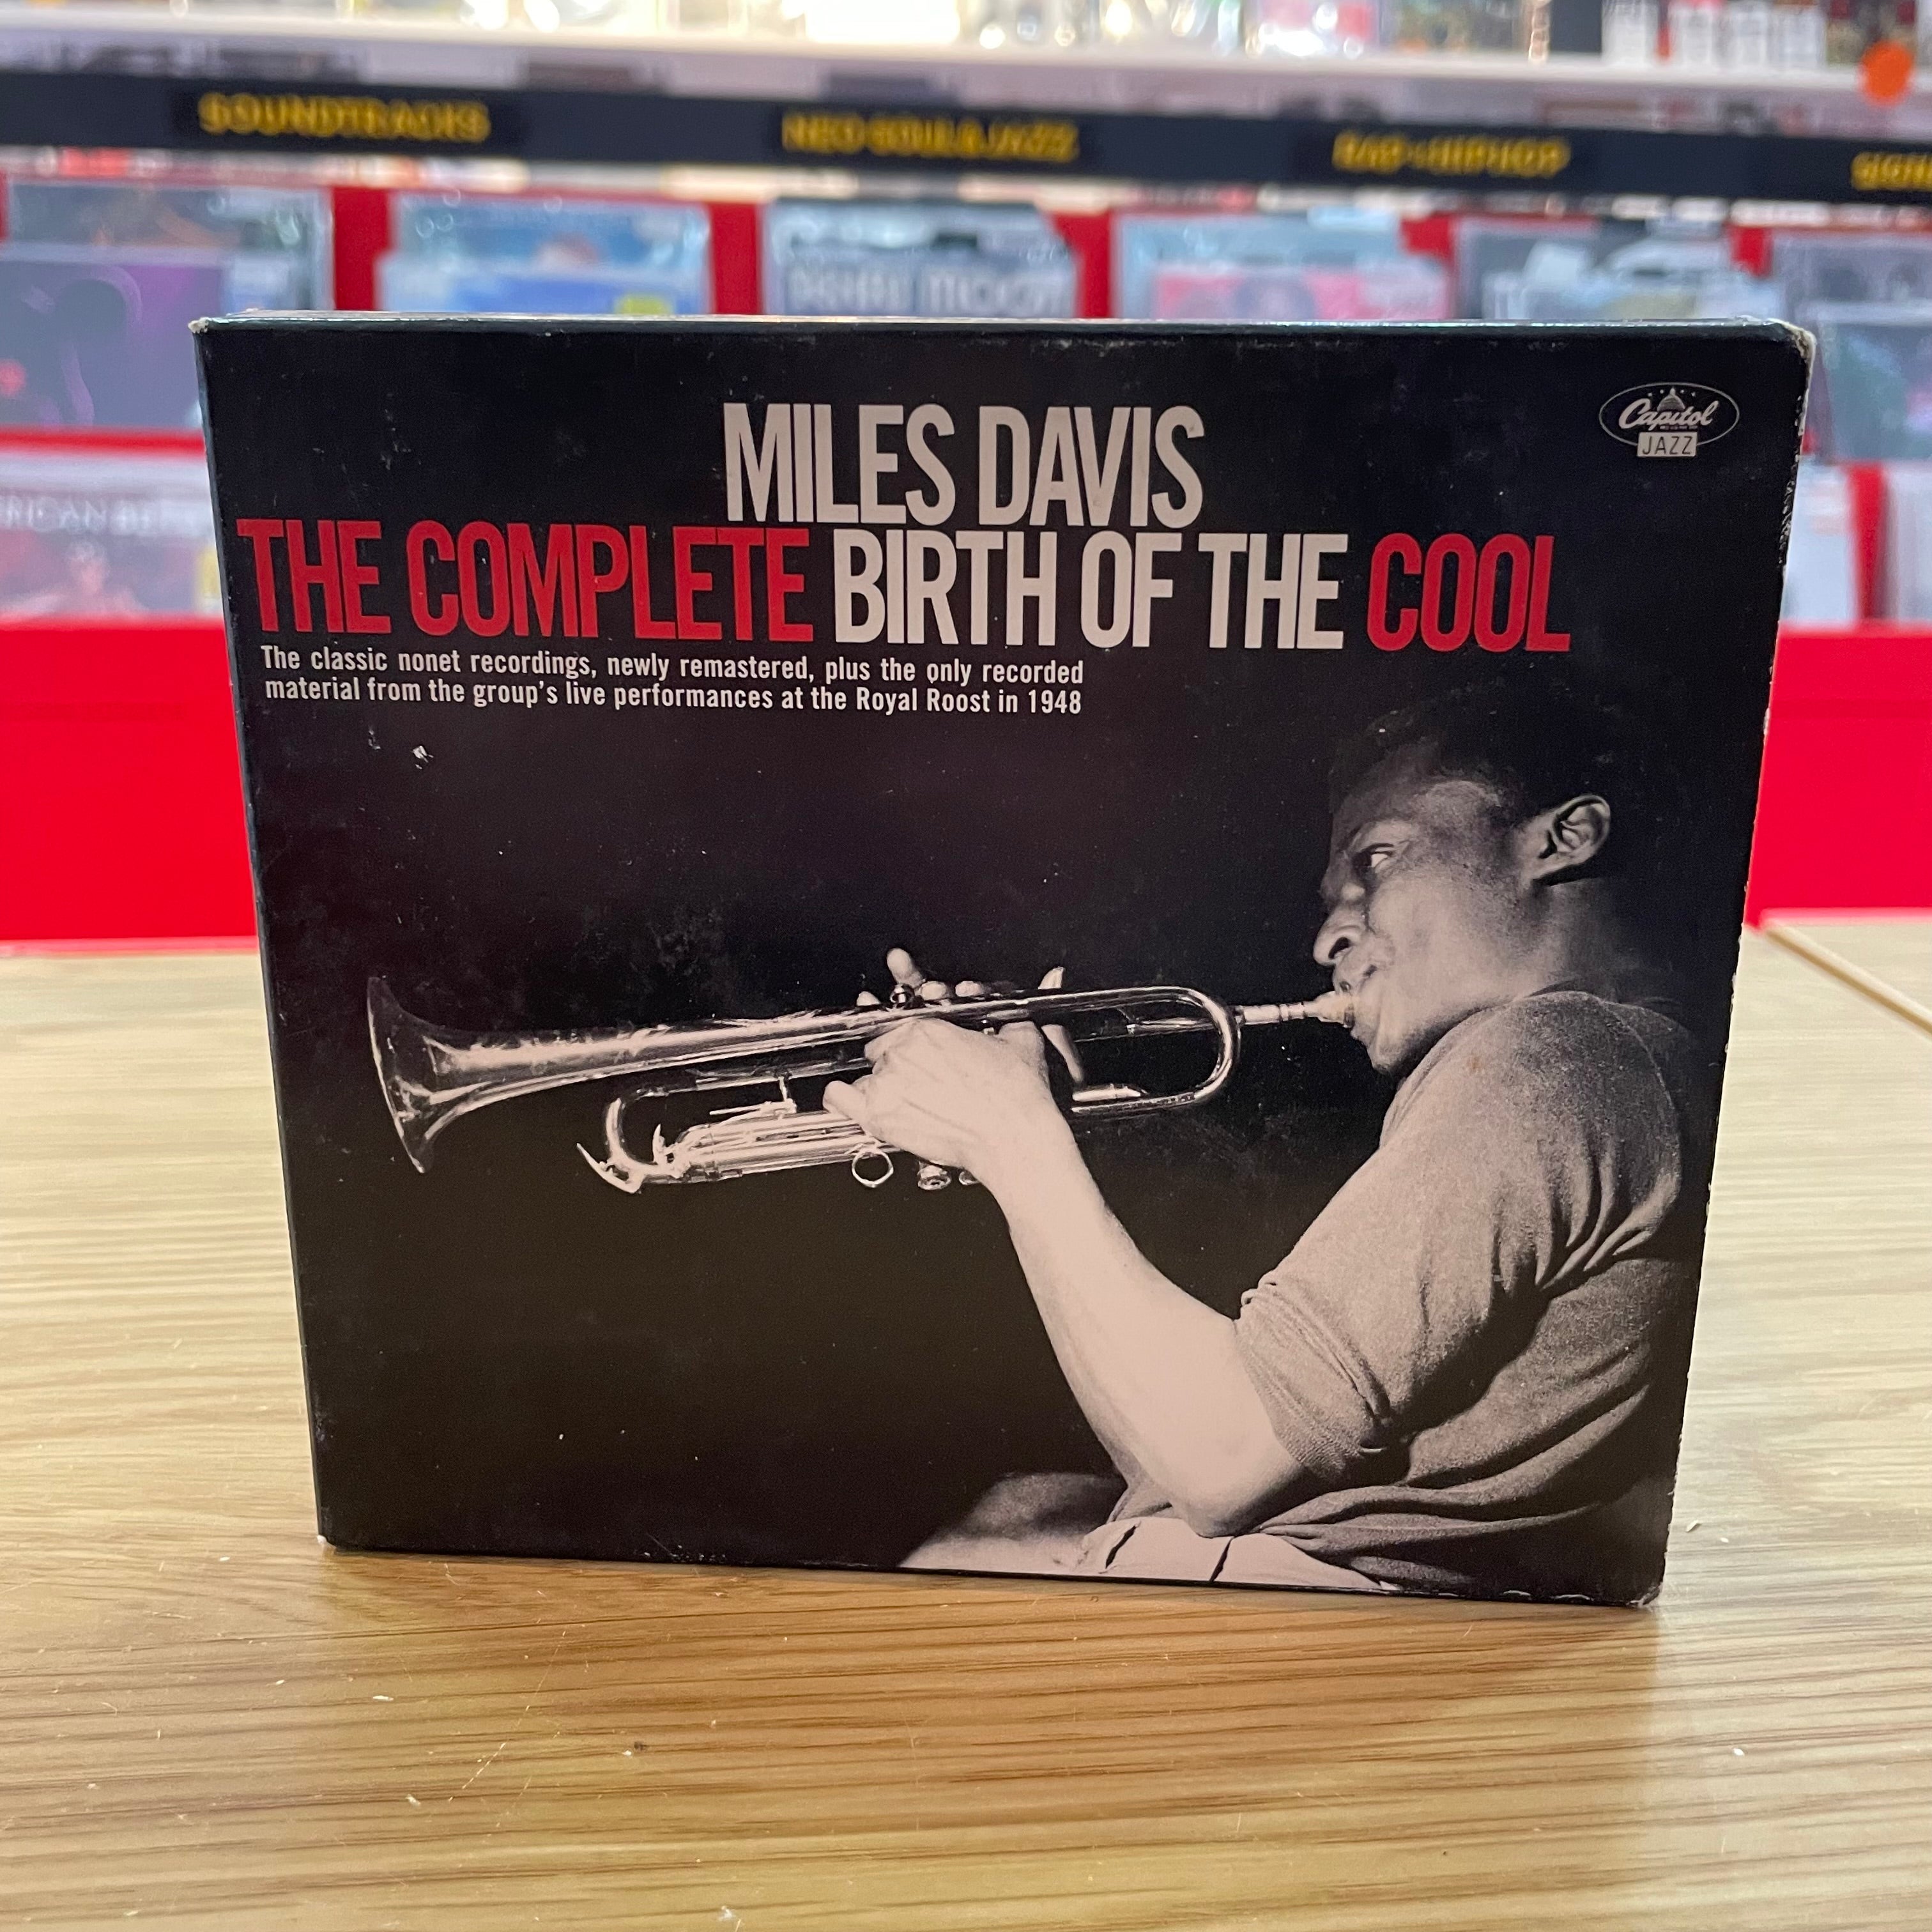 SOUNDTRACKS
NEO SOUL & JAZZ
RAP + HIP HOP
MILES DAVIS
THE COMPLETE BIRTH OF THE COOL
The classic nonet recordings, newly remastered, plus the only recorded
material from the group's live performances at the Royal Roost in 1948
Capitol
JAZZ